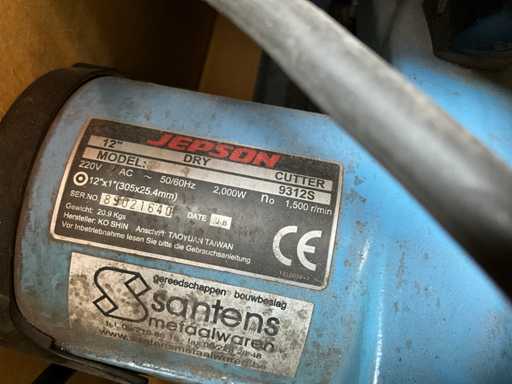 JEPSON
12" DRY CUTTER
MODEL: 9312S
220V AC ~ 50/60Hz 2,000W no 1,500 r/min
12"x1"(305x25,4mm)
SER.NO. 89021640 DATE
Gewicht: 20,9 Kgs
Hersteller: KO SHIN Anschrift: TAOYUAN TAIWAN
Vor Inbetriebnahme lesen Sie bitte die Gebrauchsanleitung
CE
gereedschappen bouwbeslag
santens
metaalwaren